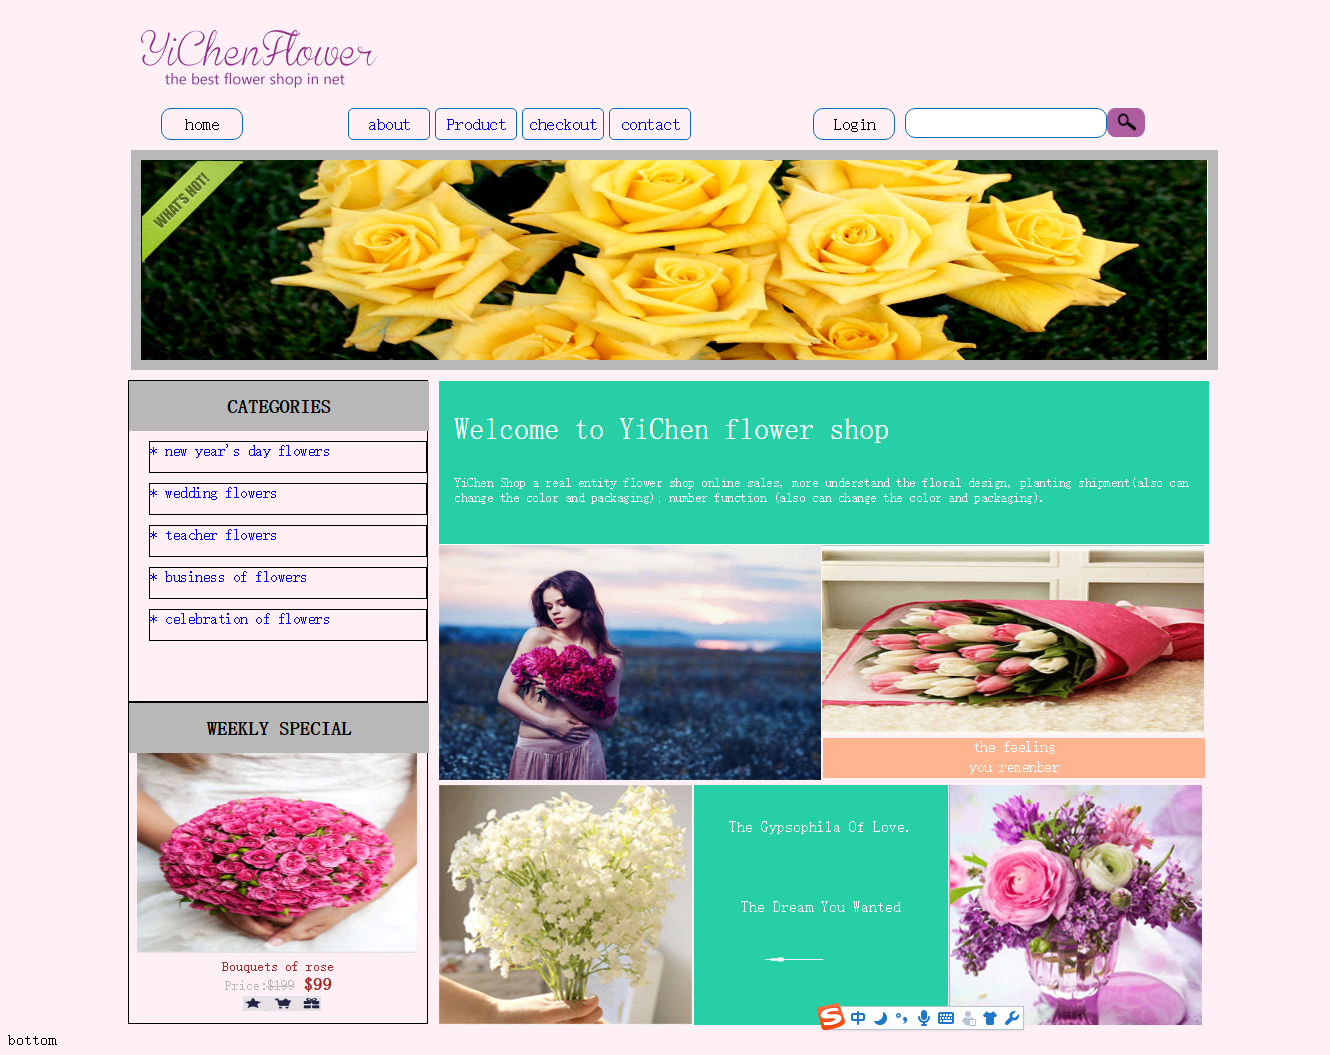 YiChenFlower
the best flower shop in net
home
about
Product
checkout
contact
Login
WHAT'S HOT!
CATEGORIES
* new year's day flowers
* wedding flowers
* teacher flowers
* business of flowers
* celebration of flowers
WEEKLY SPECIAL
Bouquets of rose
Price:$199 $99
Welcome to YiChen flower shop
YiChen Shop a real entity flower shop online sales, more understand the floral design, planting shipment(also can
change the color and packaging); number function (also can change the color and packaging).
the feeling
you remenber
The Gypsophila Of Love.
The Dream You Wanted
S 中
bottom